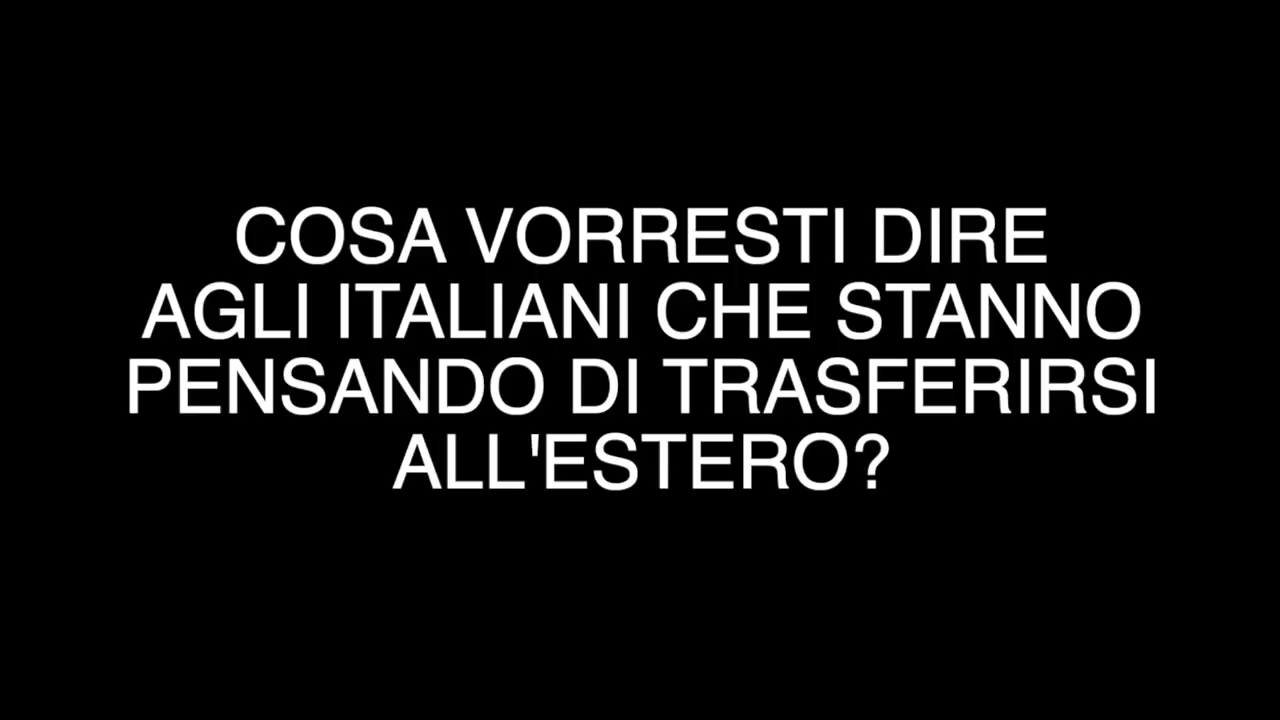 COSA VORRESTI DIRE
AGLI ITALIANI CHE STANNO
PENSANDO DI TRASFERIRSI
ALL'ESTERO?